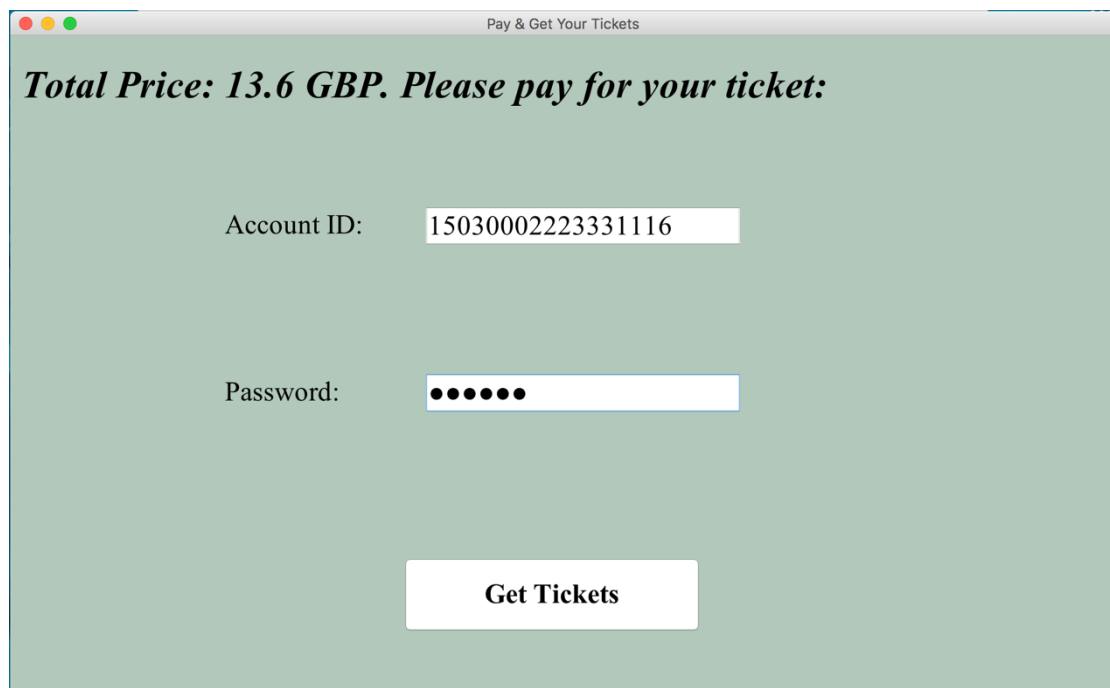 Pay & Get Your Tickets
Total Price: 13.6 GBP. Please pay for your ticket:
Account ID: 15030002223331116
Password: ●●●●●●
Get Tickets